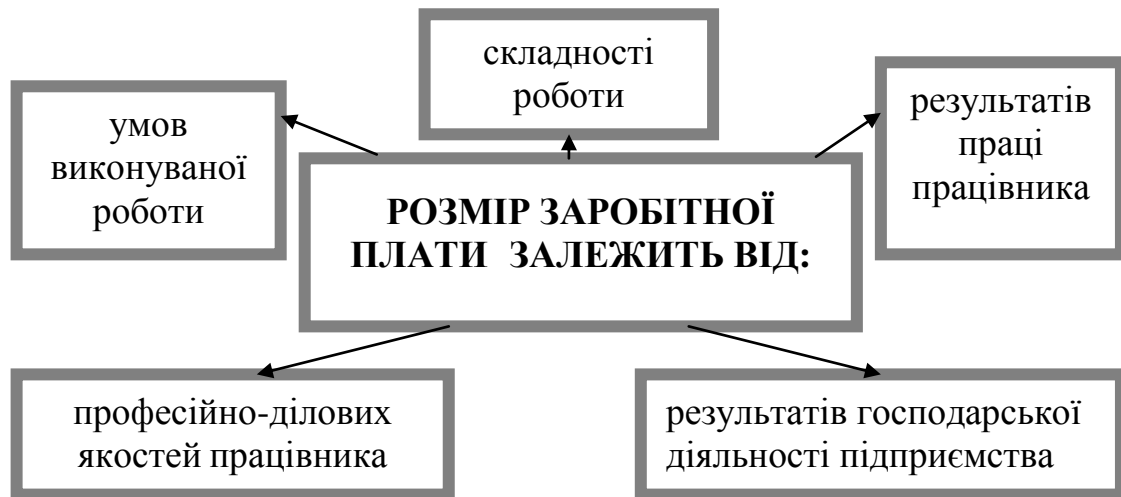 складності
роботи
умов
виконуваної
роботи
результатів
праці
працівника
РОЗМІР ЗАРОБІТНОЇ
ПЛАТИ ЗАЛЕЖИТЬ ВІД:
професійно-ділових
якостей працівника
результатів господарської
діяльності підприємства